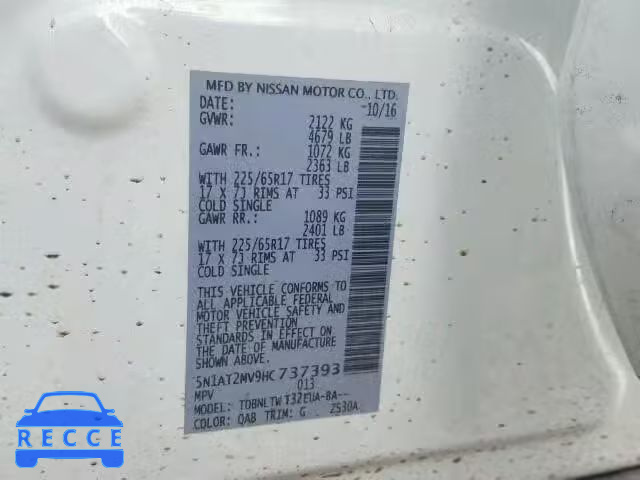 MFD BY NISSAN MOTOR CO., LTD.
DATE: 10/16
GVWR: 2122 KG
4679 LB
GAWR FR.: 1072 KG
2363 LB
WITH 225/65R17 TIRES
17 X 7J RIMS AT 33 PSI
COLD SINGLE
GAWR RR.: 1089 KG
2401 LB
WITH 225/65R17 TIRES
17 X 7J RIMS AT 33 PSI
COLD SINGLE
THIS VEHICLE CONFORMS TO
ALL APPLICABLE FEDERAL
MOTOR VEHICLE SAFETY AND
THEFT PREVENTION
STANDARDS IN EFFECT ON
THE DATE OF MANUFACTURE
SHOWN ABOVE.
5N1AT2MV9HC737393
MPV 013
MODEL: TDBNLTW T32EUA-BA--
COLOR: QAB TRIM: G ZS30A
RECCE